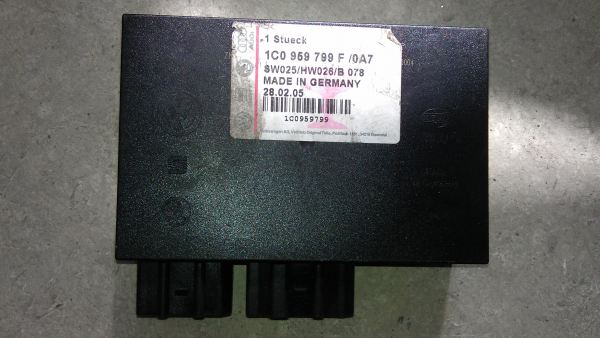 1 Stueck
1C0 959 799 F /0A7
SW025/HW026/B 078
MADE IN GERMANY
28.02.05
1C0959799